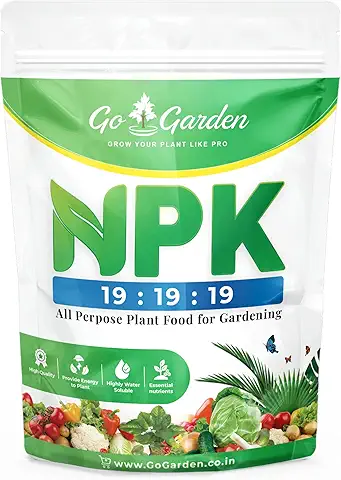 Go Garden
GROW YOUR PLANT LIKE PRO
NPK
19 : 19 : 19
All Perpose Plant Food for Gardening
High Quality
Provide Energy
to Plant
Highly Water
Soluble
Essential
nutrients
www.GoGarden.co.in